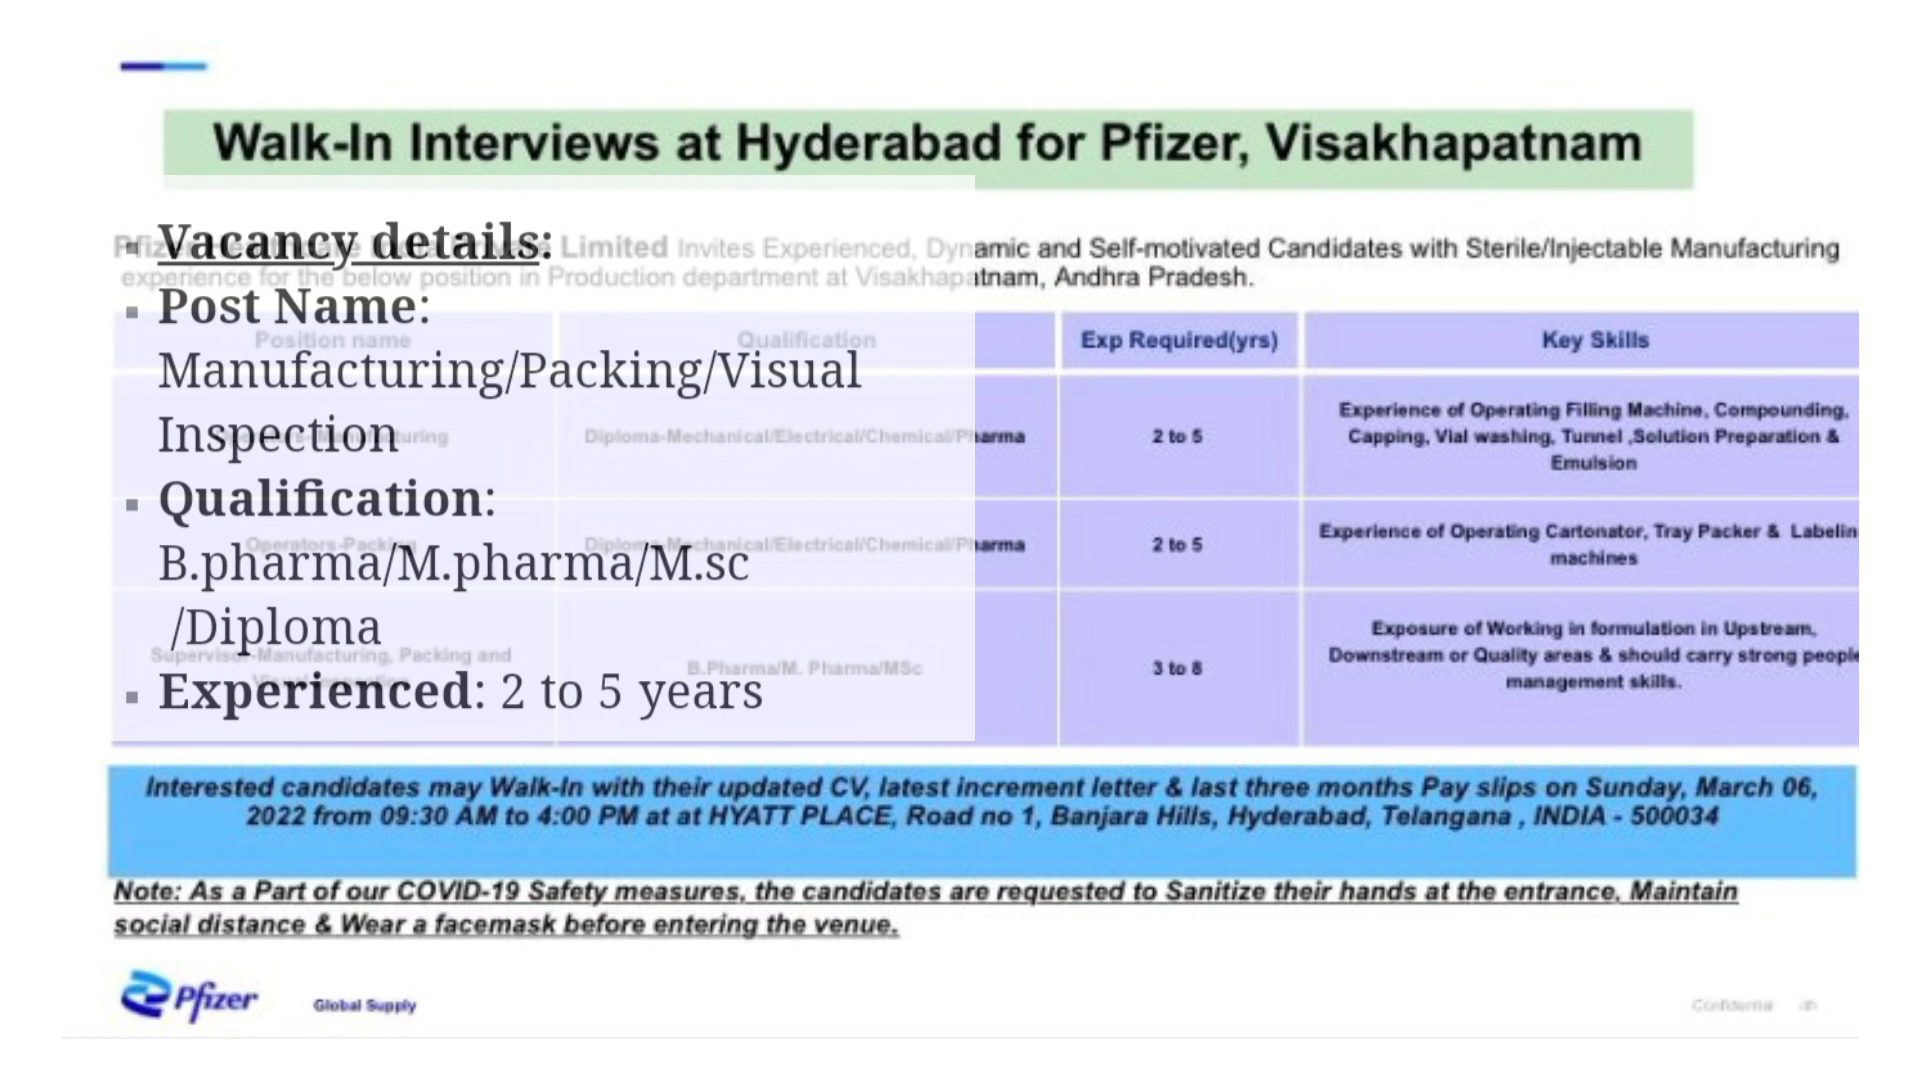 Walk-In Interviews at Hyderabad for Pfizer, Visakhapatnam
▪ Vacancy details:
▪ Post Name:
Manufacturing/Packing/Visual
Inspection
▪ Qualification:
B.pharma/M.pharma/M.sc
/Diploma
▪ Experienced: 2 to 5 years
Pfizer Healthcare India Private Limited Invites Experienced, Dynamic and Self-motivated Candidates with Sterile/Injectable Manufacturing
experience for the below position in Production department at Visakhapatnam, Andhra Pradesh.
Position name Qualification Exp Required(yrs) Key Skills
Operators-Manufacturing Diploma-Mechanical/Electrical/Chemical/Pharma 2 to 5
Experience of Operating Filling Machine, Compounding,
Capping, Vial washing, Tunnel ,Solution Preparation &
Emulsion
Operators-Packing Diploma-Mechanical/Electrical/Chemical/Pharma 2 to 5
Experience of Operating Cartonator, Tray Packer & Labelin
machines
Supervisor-Manufacturing, Packing and
B.Pharma/M. Pharma/MSc 3 to 8
Exposure of Working in formulation in Upstream,
Downstream or Quality areas & should carry strong people
management skills.
Interested candidates may Walk-In with their updated CV, latest increment letter & last three months Pay slips on Sunday, March 06,
2022 from 09:30 AM to 4:00 PM at at HYATT PLACE, Road no 1, Banjara Hills, Hyderabad, Telangana , INDIA - 500034
Note: As a Part of our COVID-19 Safety measures, the candidates are requested to Sanitize their hands at the entrance, Maintain
social distance & Wear a facemask before entering the venue.
Pfizer Global Supply Confidential